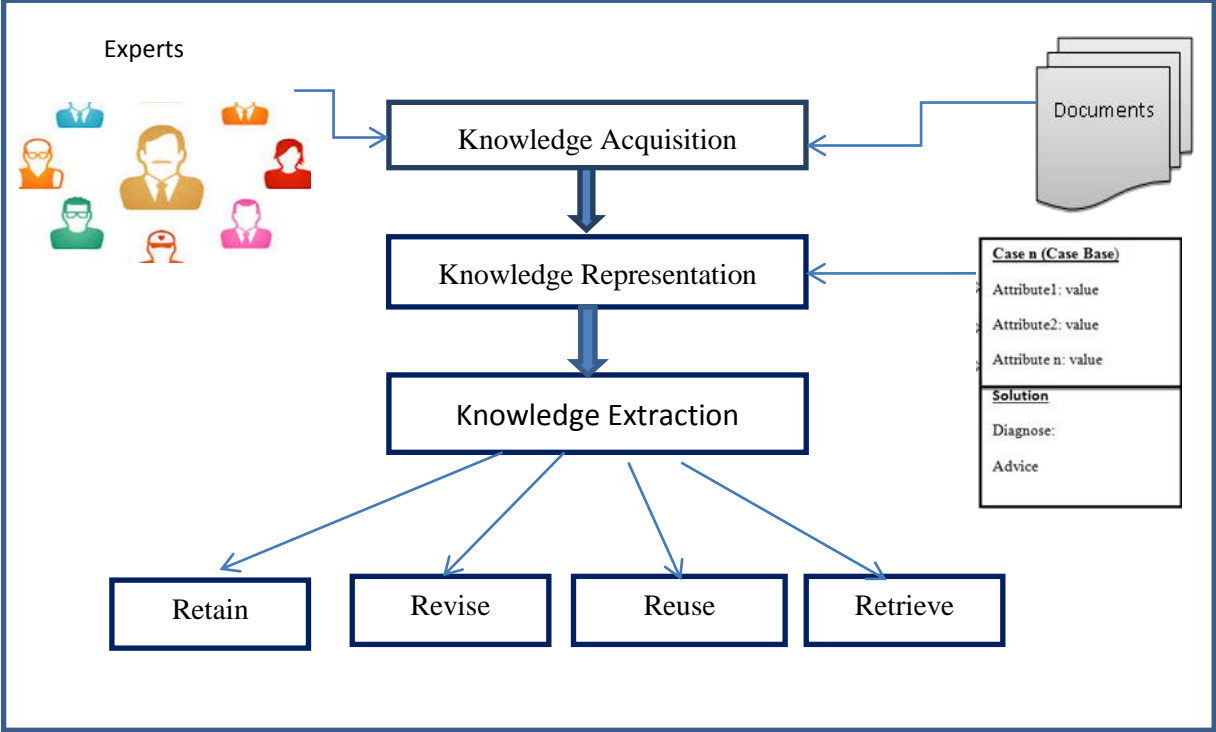 Experts
Documents
Knowledge Acquisition
Knowledge Representation
Case n (Case Base)
Attribute1: value
Attribute2: value
Attribute n: value
Solution
Diagnose:
Advice
Knowledge Extraction
Retain
Revise
Reuse
Retrieve